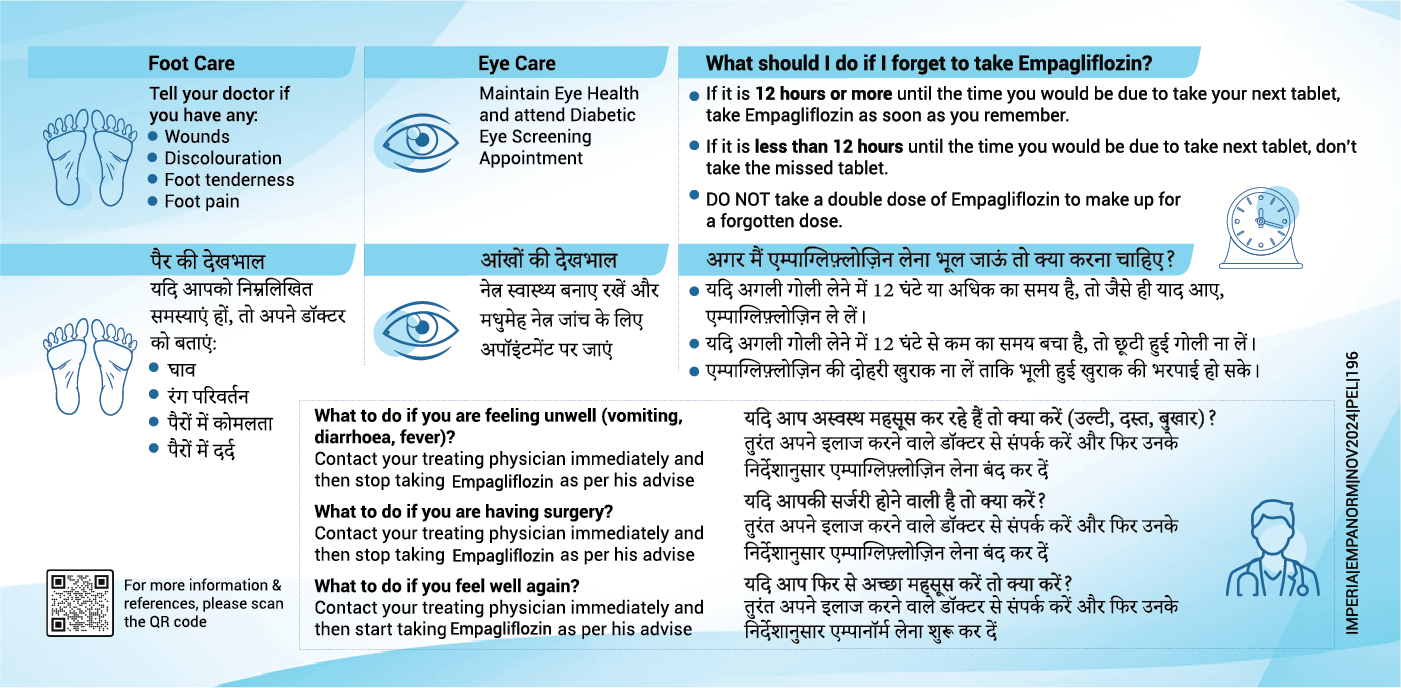 Foot Care
Tell your doctor if
you have any:
Wounds
Discolouration
Foot tenderness
Foot pain
Eye Care
Maintain Eye Health
and attend Diabetic
Eye Screening
Appointment
What should I do if I forget to take Empagliflozin?
If it is 12 hours or more until the time you would be due to take your next tablet,
take Empagliflozin as soon as you remember.
If it is less than 12 hours until the time you would be due to take next tablet, don't
take the missed tablet.
DO NOT take a double dose of Empagliflozin to make up for
a forgotten dose.
पैर की देखभाल
यदि आपको निम्नलिखित
समस्याएं हों, तो अपने डॉक्टर
को बताएं:
घाव
रंग परिवर्तन
पैरों में कोमलता
पैरों में दर्द
आंखों की देखभाल
नेत्र स्वास्थ्य बनाए रखें और
मधुमेह नेत्र जांच के लिए
अपॉइंटमेंट पर जाएं
अगर मैं एम्पाग्लिफ़्लोज़िन लेना भूल जाऊं तो क्या करना चाहिए?
यदि अगली गोली लेने में 12 घंटे या अधिक का समय है, तो जैसे ही याद आए,
एम्पाग्लिफ़्लोज़िन ले लें।
यदि अगली गोली लेने में 12 घंटे से कम का समय बचा है, तो छूटी हुई गोली ना लें।
एम्पाग्लिफ़्लोज़िन की दोहरी खुराक ना लें ताकि भूली हुई खुराक की भरपाई हो सके।
What to do if you are feeling unwell (vomiting,
diarrhoea, fever)?
Contact your treating physician immediately and
then stop taking Empagliflozin as per his advise
What to do if you are having surgery?
Contact your treating physician immediately and
then stop taking Empagliflozin as per his advise
What to do if you feel well again?
Contact your treating physician immediately and
then start taking Empagliflozin as per his advise
यदि आप अस्वस्थ महसूस कर रहे हैं तो क्या करें (उल्टी, दस्त, बुखार)?
तुरंत अपने इलाज करने वाले डॉक्टर से संपर्क करें और फिर उनके
निर्देशानुसार एम्पाग्लिफ़्लोज़िन लेना बंद कर दें
यदि आपकी सर्जरी होने वाली है तो क्या करें?
तुरंत अपने इलाज करने वाले डॉक्टर से संपर्क करें और फिर उनके
निर्देशानुसार एम्पाग्लिफ़्लोज़िन लेना बंद कर दें
यदि आप फिर से अच्छा महसूस करें तो क्या करें?
तुरंत अपने इलाज करने वाले डॉक्टर से संपर्क करें और फिर उनके
निर्देशानुसार एम्पानॉर्म लेना शुरू कर दें
For more information &
references, please scan
the QR code
IMPERIA|EMPANORM|NOV2024|PEL|196